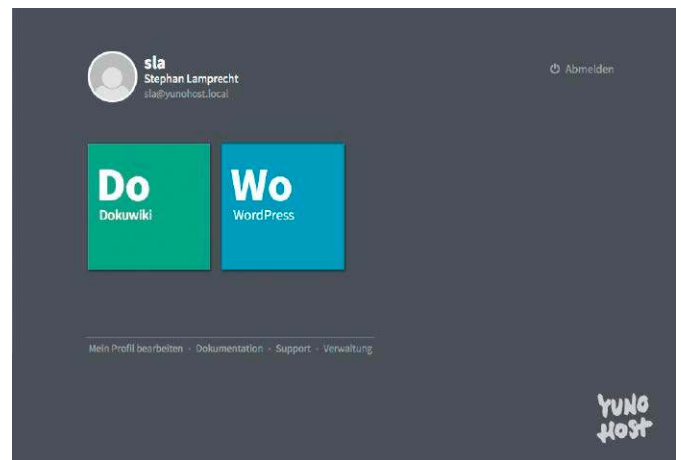 sla
Stephan Lamprecht
sla@yunohost.local
Abmelden
Do
Dokuwiki
Wo
WordPress
Mein Profil bearbeiten · Dokumentation · Support · Verwaltung
YUNO
HOST